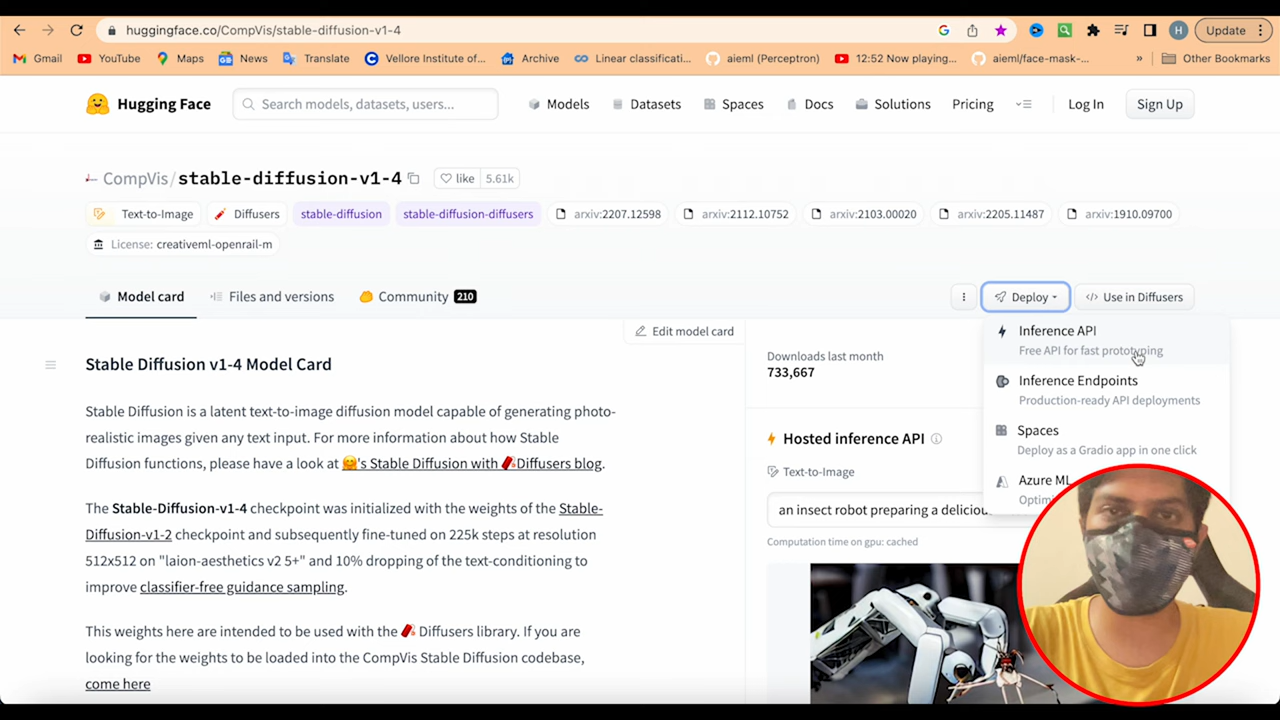 huggingface.co/CompVis/stable-diffusion-v1-4
H
Update
Gmail YouTube Maps News Translate Vellore Institute of... Archive Linear classificati... aieml (Perceptron) 12:52 Now playing... aieml/face-mask-... » Other Bookmarks
Hugging Face Search models, datasets, users... Models Datasets Spaces Docs Solutions Pricing Log In Sign Up
CompVis/stable-diffusion-v1-4 like 5.61k
Text-to-Image Diffusers stable-diffusion stable-diffusion-diffusers arxiv:2207.12598 arxiv:2112.10752 arxiv:2103.00020 arxiv:2205.11487 arxiv:1910.09700
License: creativeml-openrail-m
Model card Files and versions Community 210 Deploy </> Use in Diffusers
Edit model card
Stable Diffusion v1-4 Model Card
Stable Diffusion is a latent text-to-image diffusion model capable of generating photo-
realistic images given any text input. For more information about how Stable
Diffusion functions, please have a look at 🤗's Stable Diffusion with 🧨Diffusers blog.
The Stable-Diffusion-v1-4 checkpoint was initialized with the weights of the Stable-
Diffusion-v1-2 checkpoint and subsequently fine-tuned on 225k steps at resolution
512x512 on "laion-aesthetics v2 5+" and 10% dropping of the text-conditioning to
improve classifier-free guidance sampling.
This weights here are intended to be used with the 🧨 Diffusers library. If you are
looking for the weights to be loaded into the CompVis Stable Diffusion codebase,
come here
Downloads last month
733,667
Hosted inference API
Text-to-Image
an insect robot preparing a
Computation time on gpu: cached
Inference API
Free API for fast prototyping
Inference Endpoints
Production-ready API deployments
Spaces
Deploy as a Gradio app in one click
Azure ML